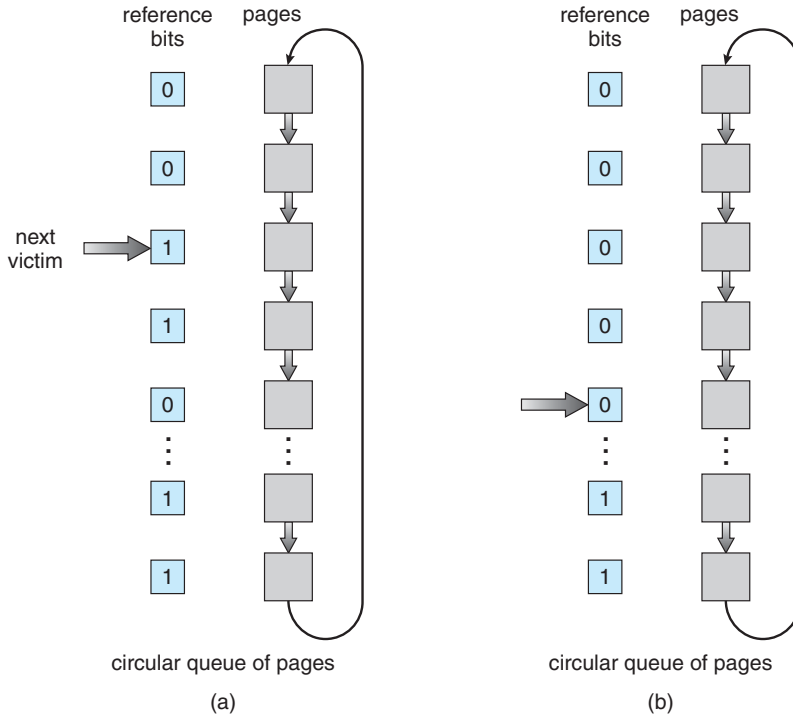 reference bits
pages
0
0
next victim
1
1
0
1
1
circular queue of pages
(a)
reference bits
pages
0
0
0
0
0
1
1
circular queue of pages
(b)